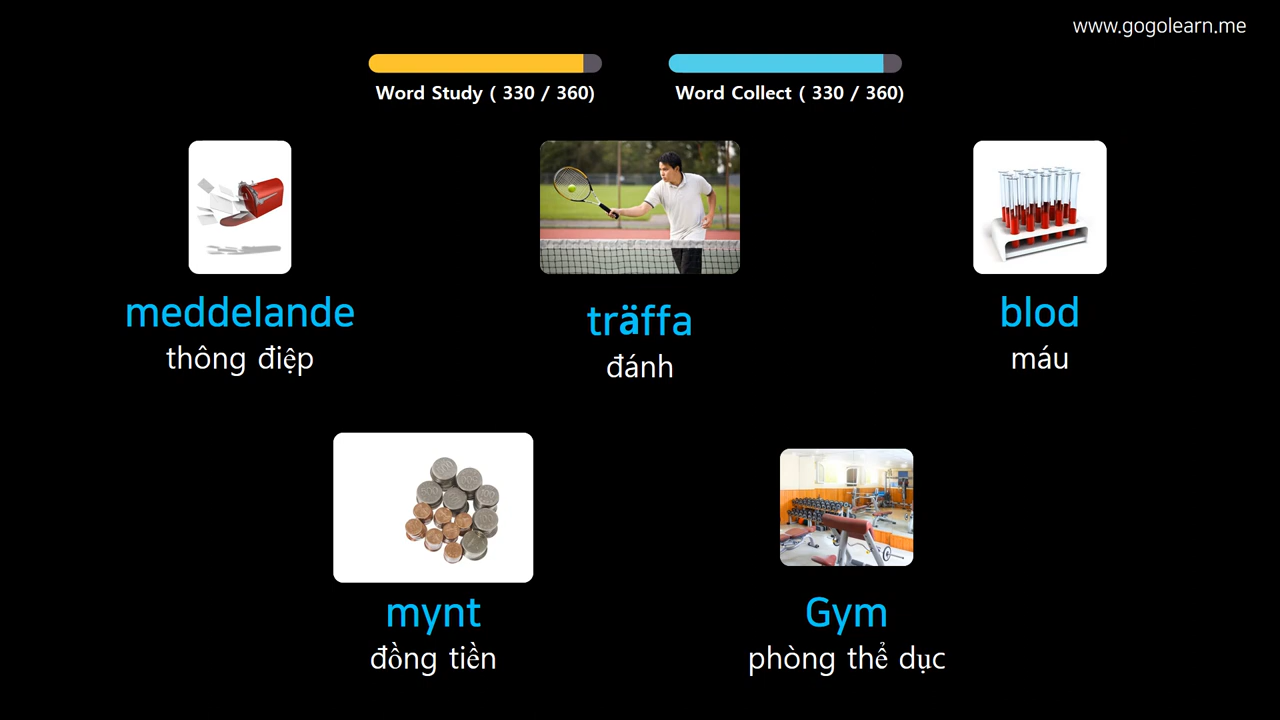 www.gogolearn.me
Word Study ( 330 / 360)
Word Collect ( 330 / 360)
meddelande
thông điệp
träffa
đánh
blod
máu
mynt
đồng tiền
Gym
phòng thể dục